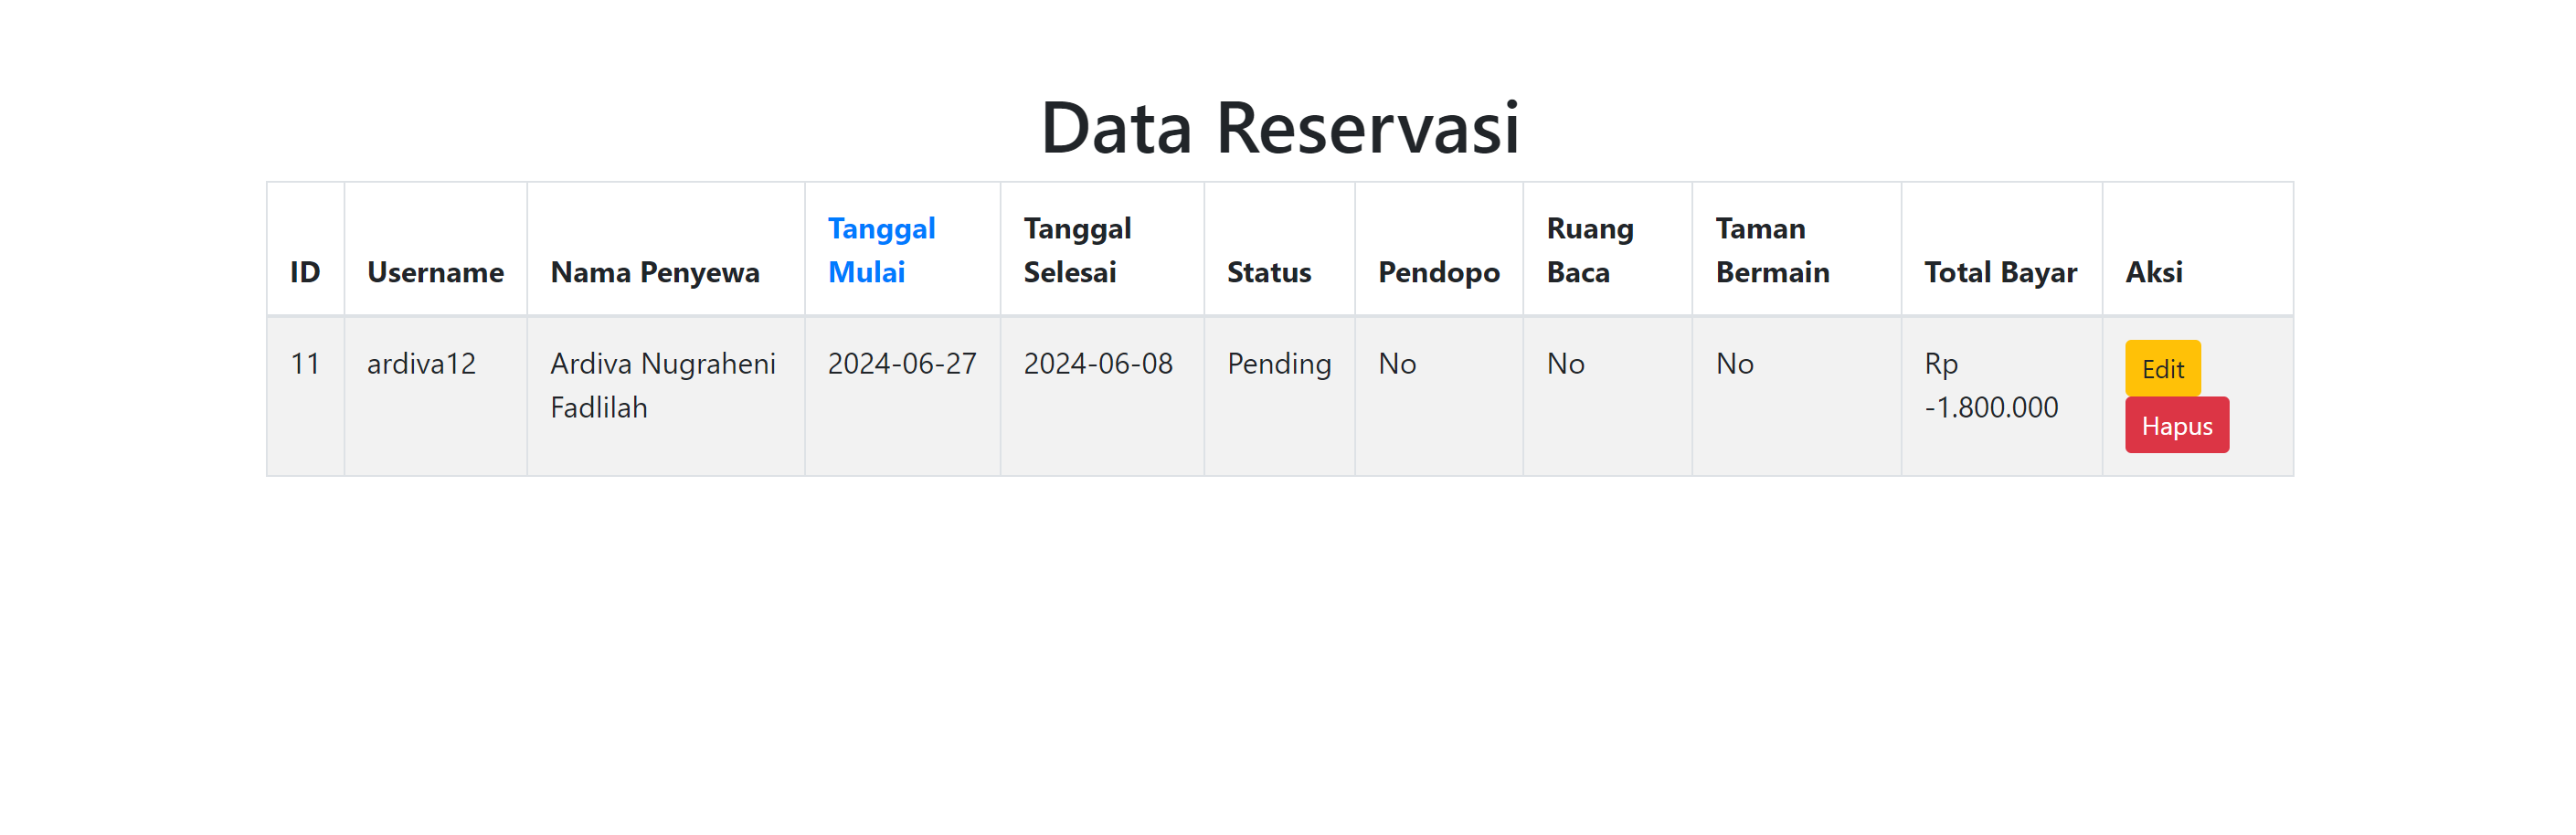 Data Reservasi
ID Username Nama Penyewa Tanggal Mulai Tanggal Selesai Status Pendopo Ruang Baca Taman Bermain Total Bayar Aksi
11 ardiva12 Ardiva Nugraheni Fadlilah 2024-06-27 2024-06-08 Pending No No No Rp -1.800.000 Edit Hapus